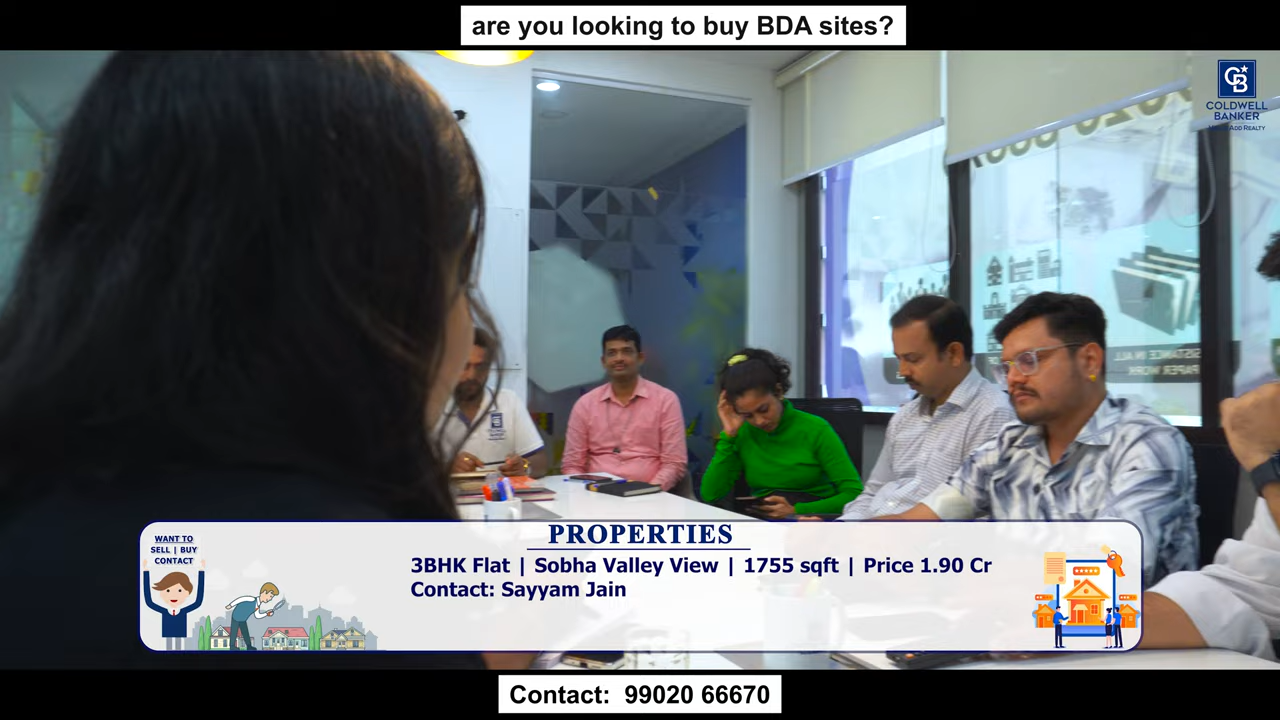 are you looking to buy BDA sites?
COLDWELL
BANKER
PROPERTIES
WANT TO
SELL | BUY
CONTACT
3BHK Flat | Sobha Valley View | 1755 sqft | Price 1.90 Cr
Contact: Sayyam Jain
Contact: 99020 66670